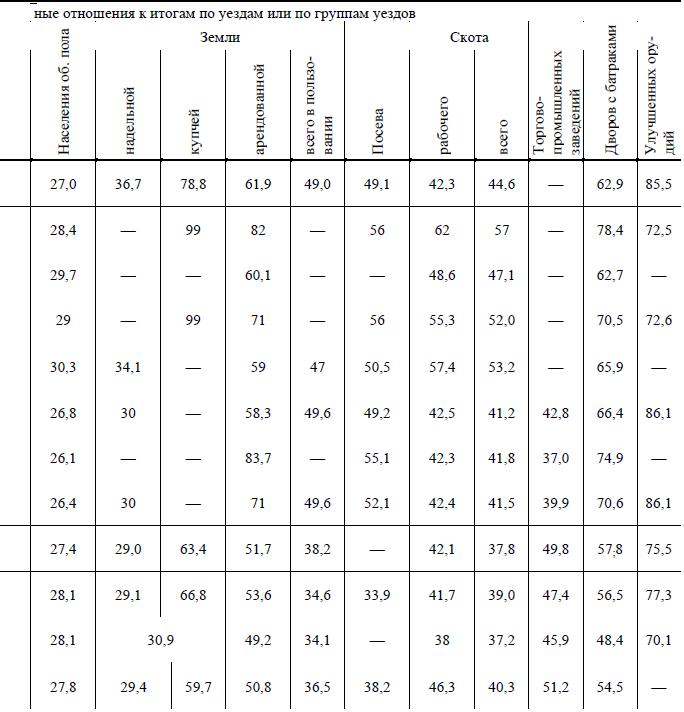 ные отношения к итогам по уездам или по группам уездов
Земли Скота
Населения об. пола
надельной
купчей
арендованной
всего в пользо-
вании
Посева
рабочего
всего
Торгово-
промышленных
заведений
Дворов с батраками
Улучшенных ору-
дий
27,0 36,7 78,8 61,9 49,0 49,1 42,3 44,6 — 62,9 85,5
28,4 — 99 82 — 56 62 57 — 78,4 72,5
29,7 — — 60,1 — — 48,6 47,1 — 62,7 —
29 — 99 71 — 56 55,3 52,0 — 70,5 72,6
30,3 34,1 — 59 47 50,5 57,4 53,2 — 65,9 —
26,8 30 — 58,3 49,6 49,2 42,5 41,2 42,8 66,4 86,1
26,1 — — 83,7 — 55,1 42,3 41,8 37,0 74,9 —
26,4 30 — 71 49,6 52,1 42,4 41,5 39,9 70,6 86,1
27,4 29,0 63,4 51,7 38,2 — 42,1 37,8 49,8 57,8 75,5
28,1 29,1 66,8 53,6 34,6 33,9 41,7 39,0 47,4 56,5 77,3
28,1 30,9 49,2 34,1 — 38 37,2 45,9 48,4 70,1
27,8 29,4 59,7 50,8 36,5 38,2 46,3 40,3 51,2 54,5 —